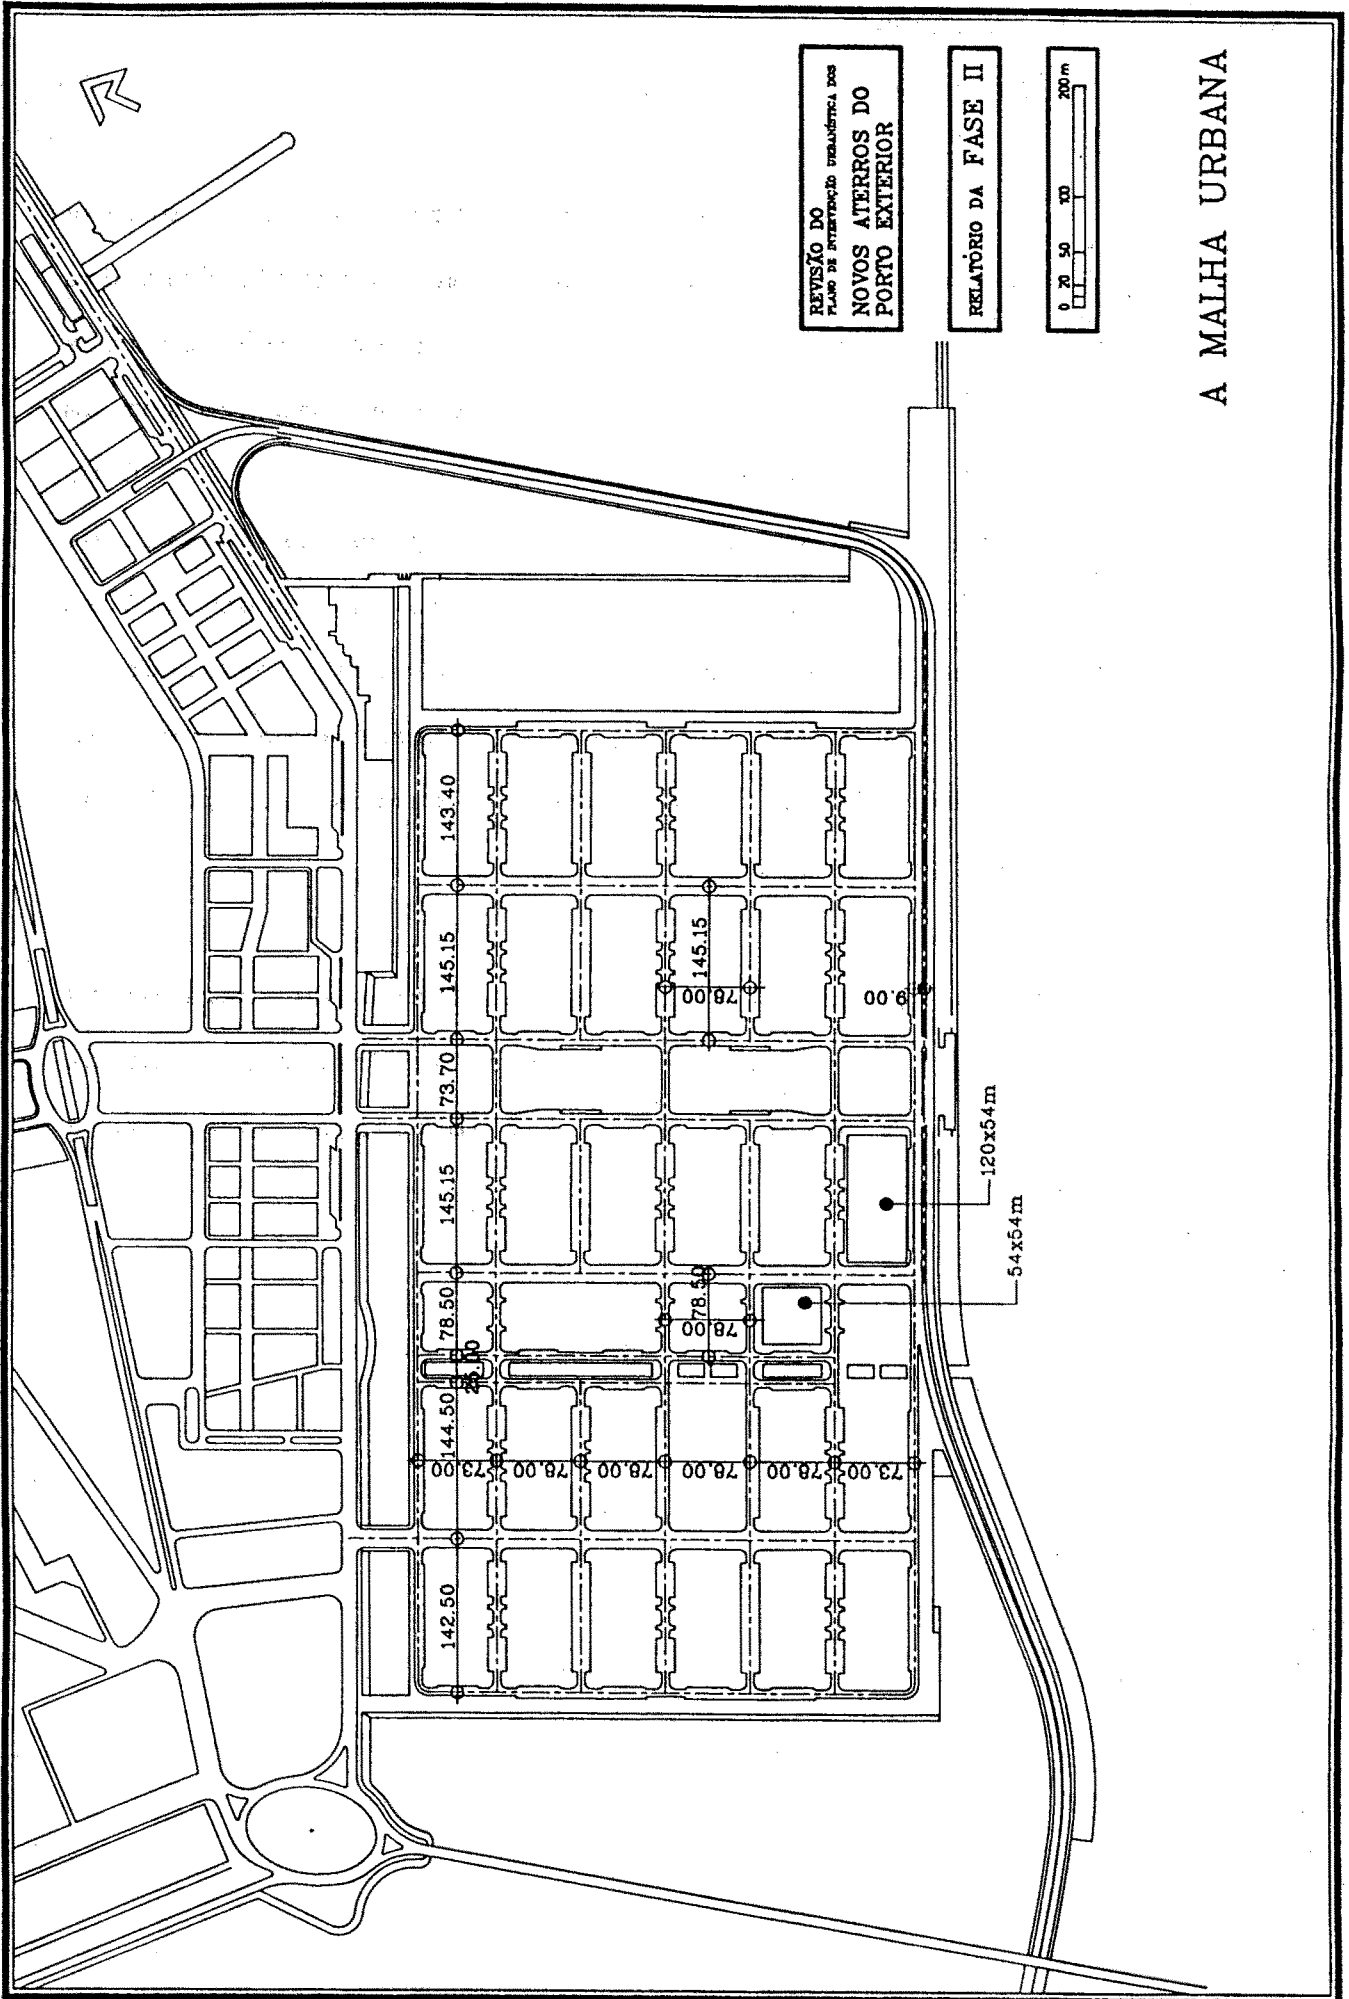 REVISÃO DO
PLANO DE INTERVENÇÃO URBANÍSTICA DOS
NOVOS ATERROS DO
PORTO EXTERIOR
RELATÓRIO DA FASE II
0 20 50 100 200m
A MALHA URBANA
142.50
144.50
25.00
78.50
145.15
73.70
145.15
143.40
73.00
78.00
78.00
78.00
78.00
73.00
78.00
78.50
78.00
145.15
9.00
54x54m
120x54m